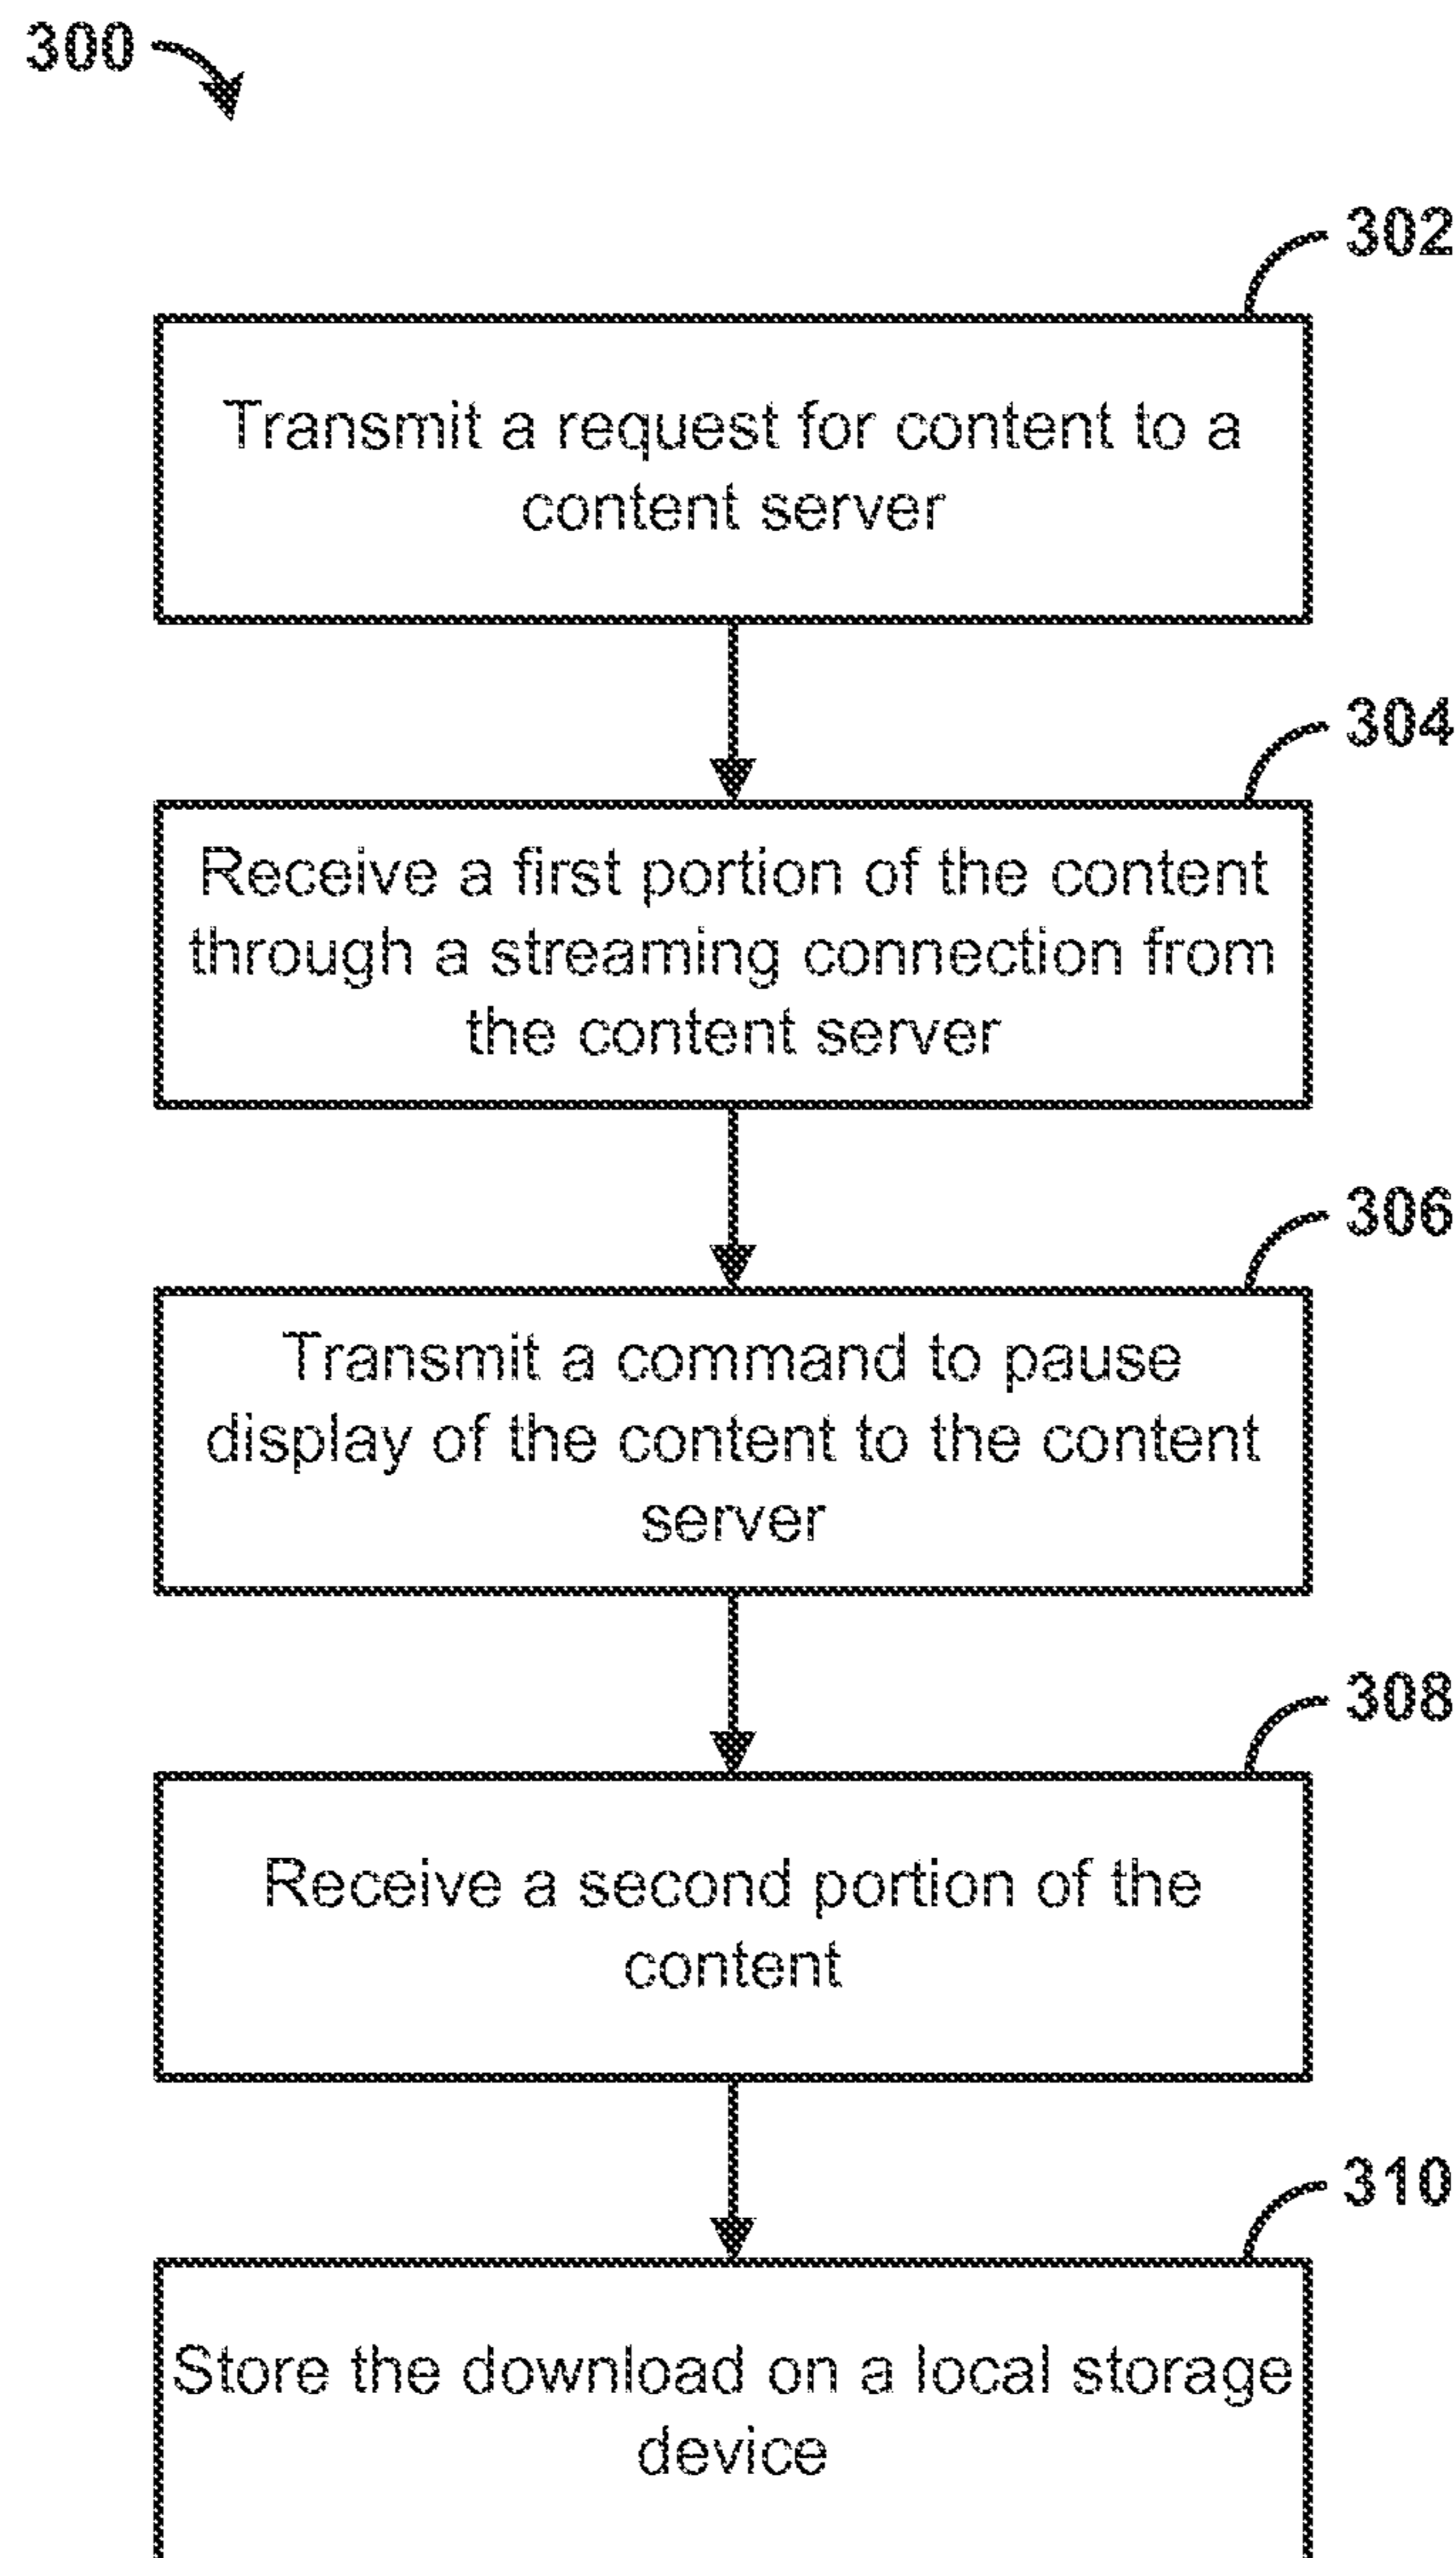 300
302
Transmit a request for content to a
content server
304
Receive a first portion of the content
through a streaming connection from
the content server
306
Transmit a command to pause
display of the content to the content
server
308
Receive a second portion of the
content
310
Store the download on a local storage
device